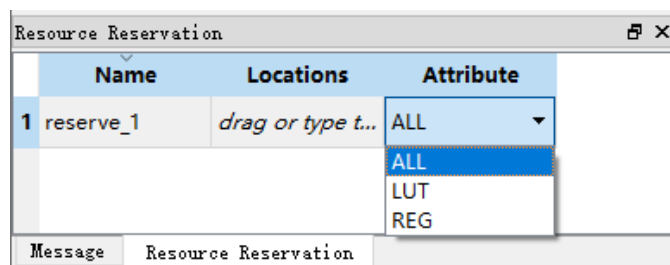 Resource Reservation
Name Locations Attribute
1 reserve_1 drag or type t... ALL
ALL
LUT
REG
Message Resource Reservation